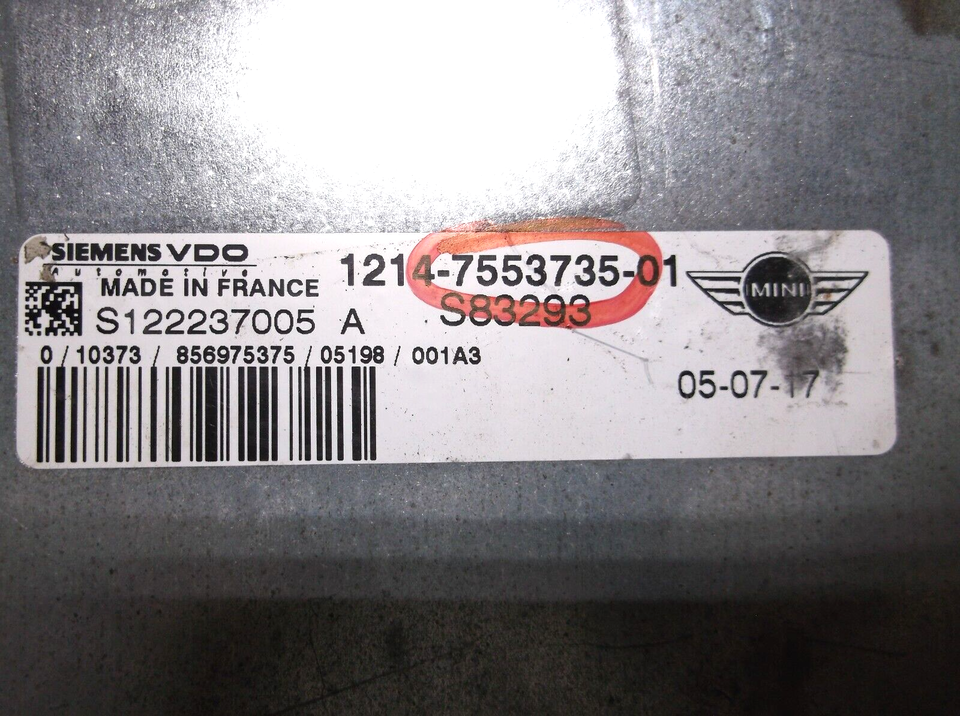 SIEMENS VDO
Automotive
MADE IN FRANCE
1214-7553735-01
S83293
MINI
S122237005 A
0 / 10373 / 856975375 / 05198 / 001A3
05-07-17